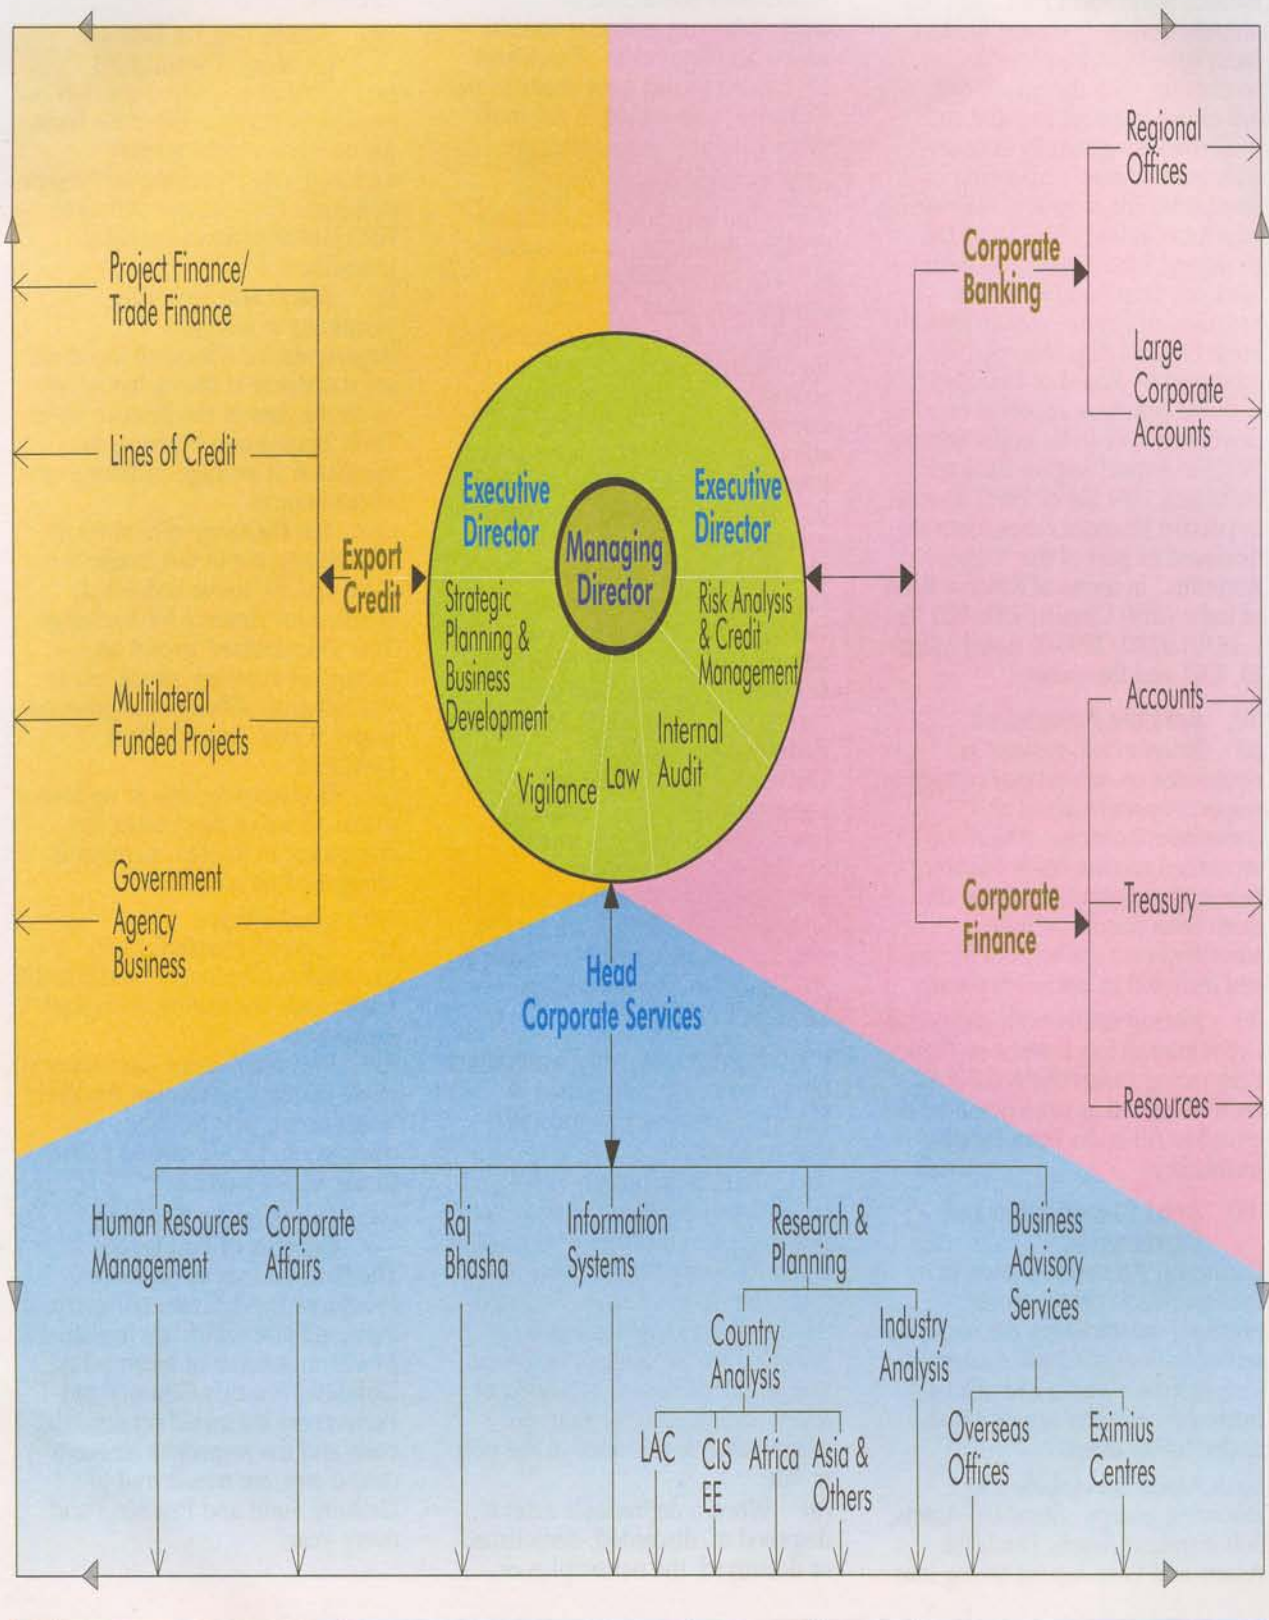 Project Finance/
Trade Finance
Lines of Credit
Export
Credit
Multilateral
Funded Projects
Government
Agency
Business
Executive
Director
Managing
Director
Executive
Director
Strategic
Planning &
Business
Development
Vigilance
Law
Internal
Audit
Risk Analysis
& Credit
Management
Corporate
Banking
Regional
Offices
Large
Corporate
Accounts
Corporate
Finance
Accounts
Treasury
Resources
Head
Corporate Services
Human Resources
Management
Corporate
Affairs
Raj
Bhasha
Information
Systems
Research &
Planning
Country
Analysis
LAC
CIS
EE
Africa
Asia &
Others
Industry
Analysis
Business
Advisory
Services
Overseas
Offices
Eximius
Centres